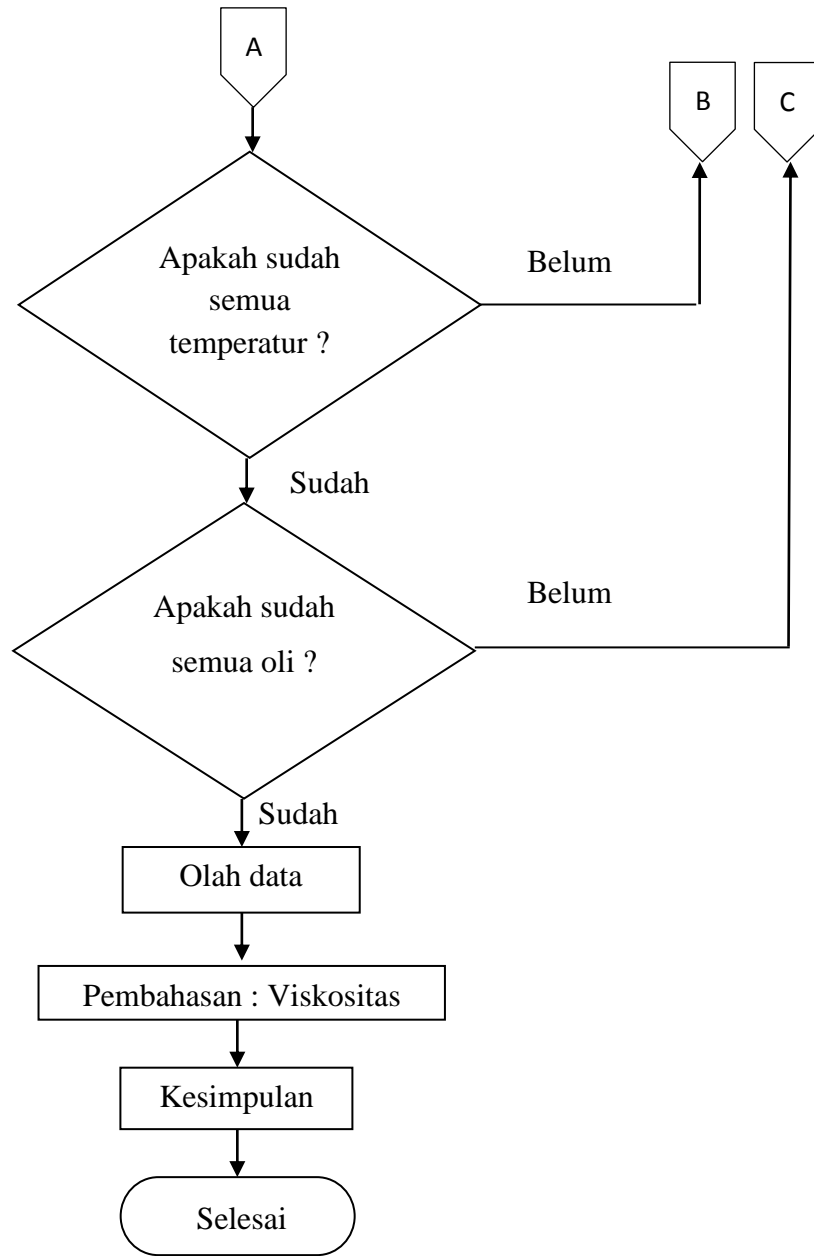 A
B
C
Apakah sudah
semua
temperatur ?
Belum
Sudah
Apakah sudah
semua oli ?
Belum
Sudah
Olah data
Pembahasan : Viskositas
Kesimpulan
Selesai